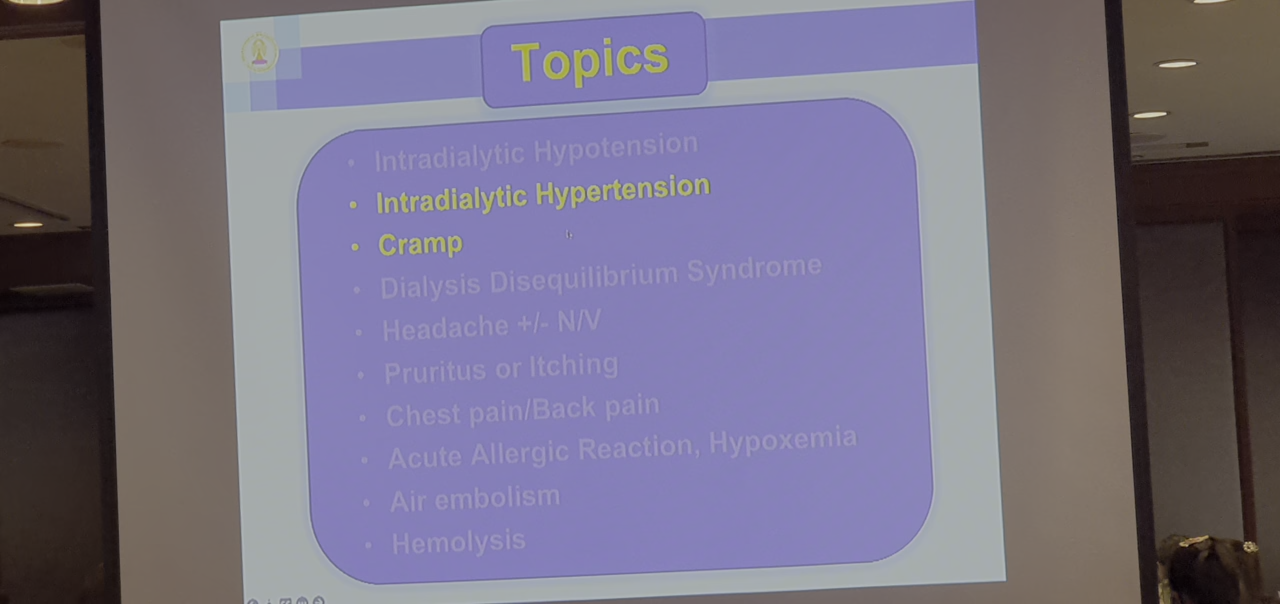 Topics
• Intradialytic Hypotension
• Intradialytic Hypertension
• Cramp
• Dialysis Disequilibrium Syndrome
• Headache +/- N/V
• Pruritus or Itching
• Chest pain/Back pain
• Acute Allergic Reaction, Hypoxemia
• Air embolism
• Hemolysis